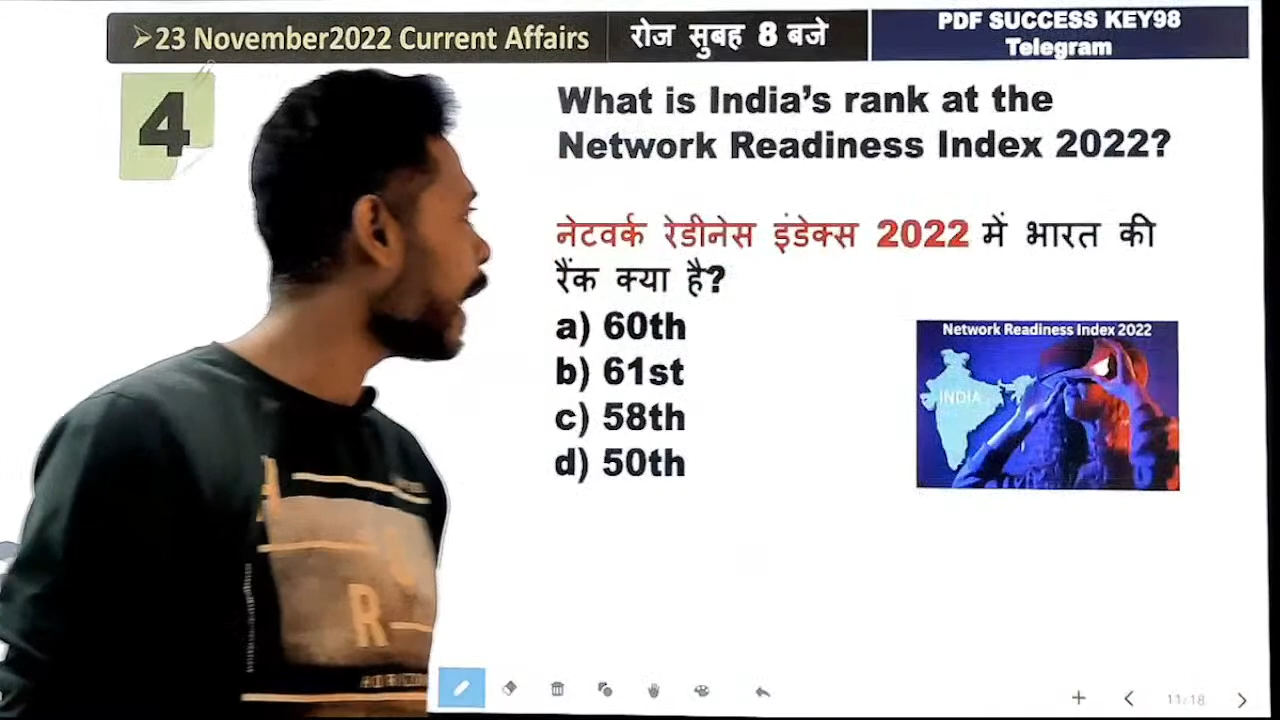 ➢23 November2022 Current Affairs
रोज सुबह 8 बजे
PDF SUCCESS KEY98
Telegram
4
What is India's rank at the
Network Readiness Index 2022?
नेटवर्क रेडीनेस इंडेक्स 2022 में भारत की
रैंक क्या है?
a) 60th
b) 61st
c) 58th
d) 50th
Network Readiness Index 2022
INDIA
A
R
11/18